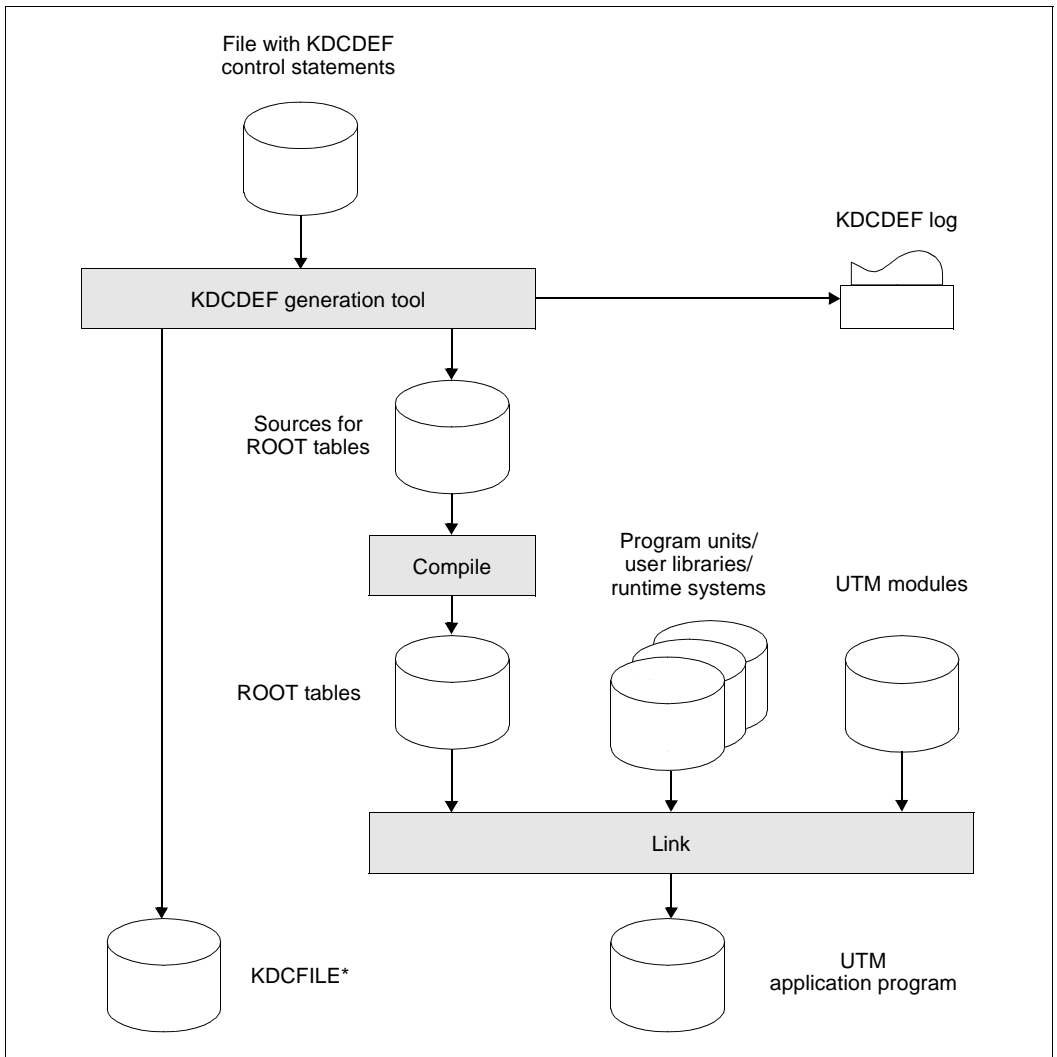 File with KDCDEF
control statements
KDCDEF log
KDCDEF generation tool
Sources for
ROOT tables
Compile
Program units/
user libraries/
runtime systems
UTM modules
ROOT tables
Link
KDCFILE*
UTM
application program